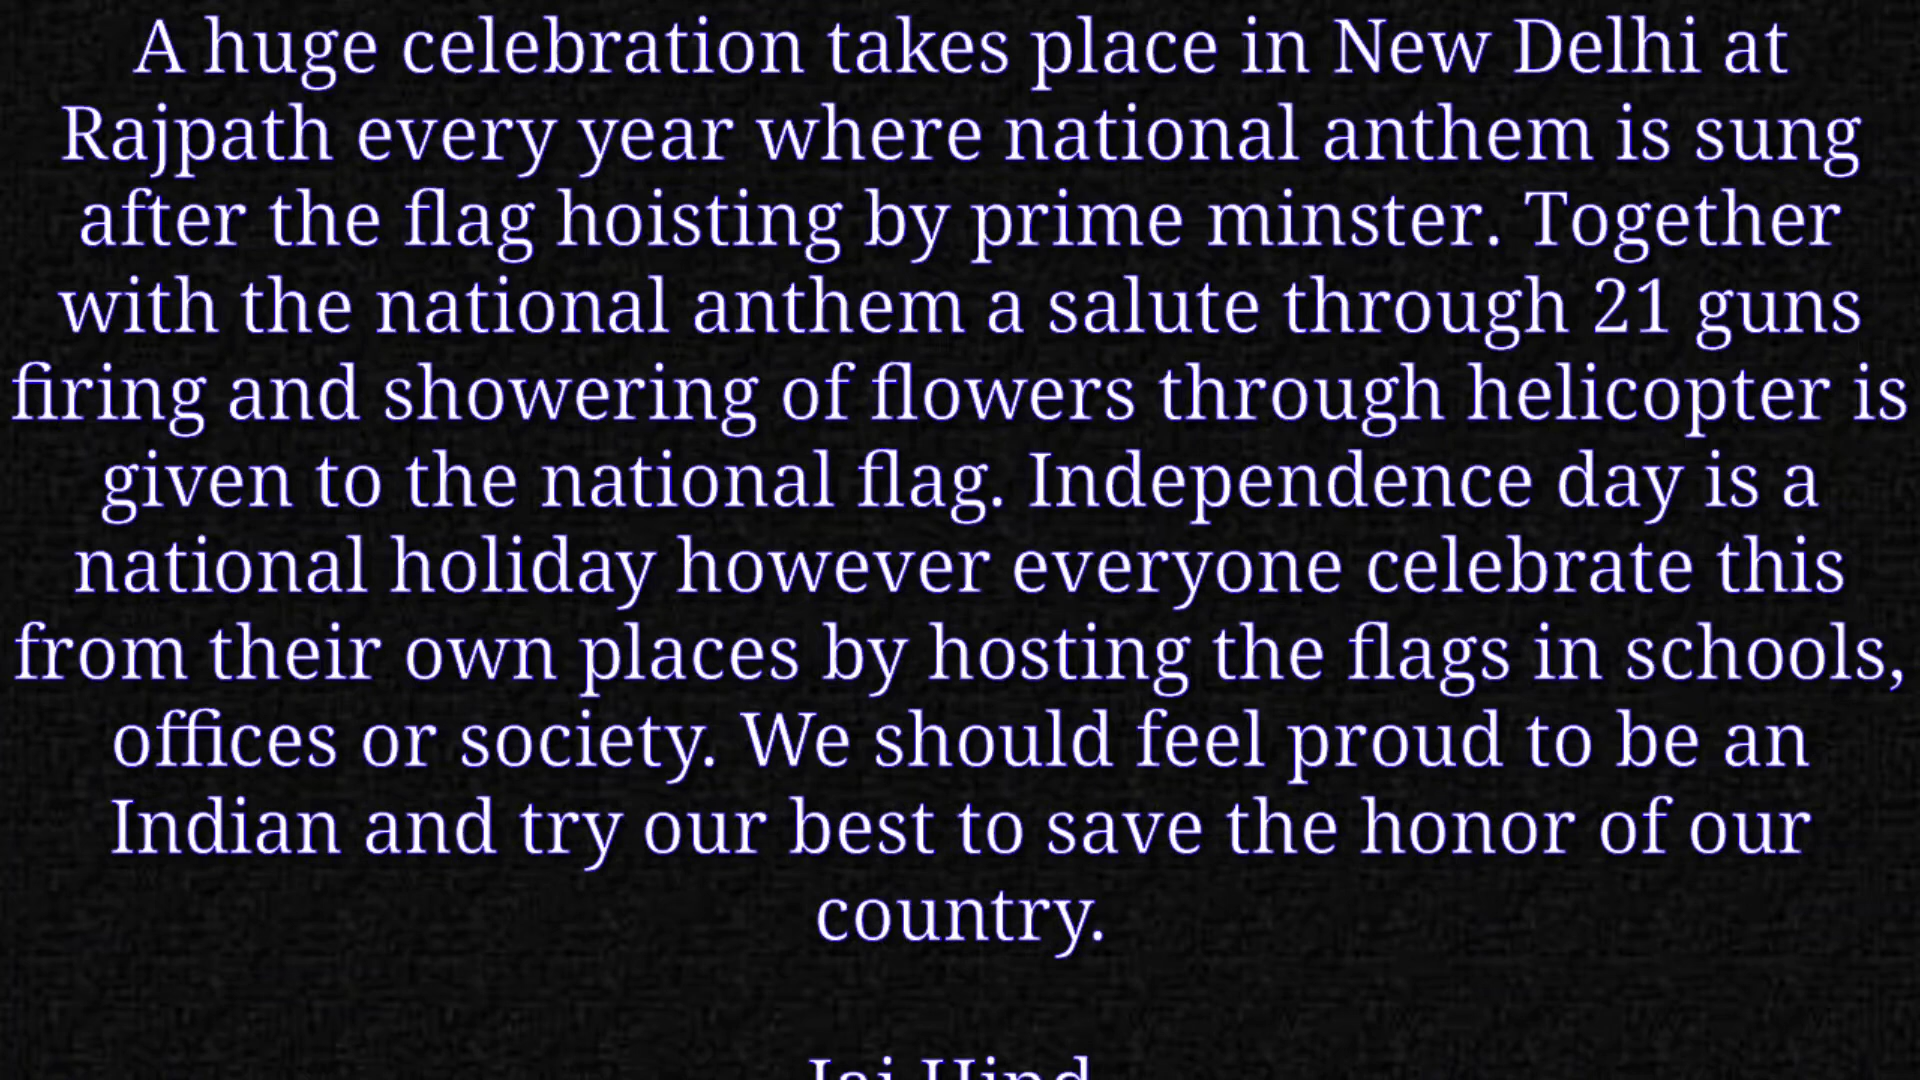 A huge celebration takes place in New Delhi at
Rajpath every year where national anthem is sung
after the flag hoisting by prime minster. Together
with the national anthem a salute through 21 guns
firing and showering of flowers through helicopter is
given to the national flag. Independence day is a
national holiday however everyone celebrate this
from their own places by hosting the flags in schools,
offices or society. We should feel proud to be an
Indian and try our best to save the honor of our
country.
Jai Hind